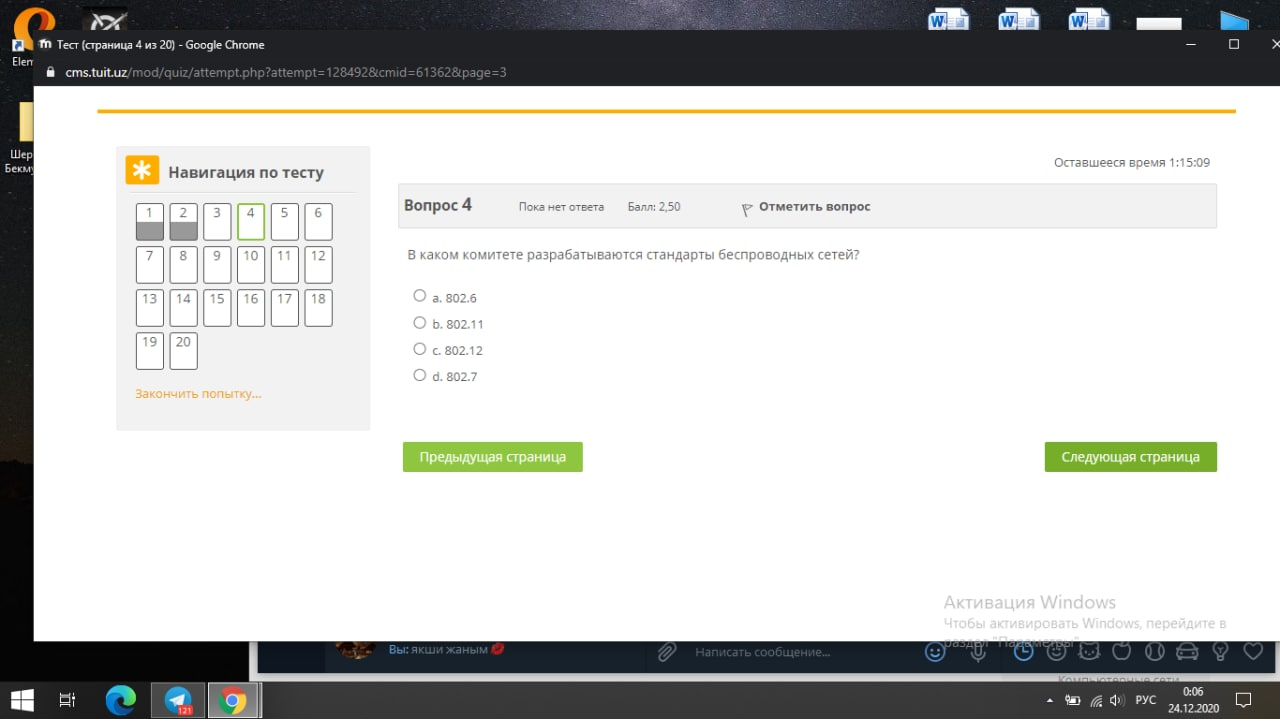 Тест (страница 4 из 20) - Google Chrome
cms.tuit.uz/mod/quiz/attempt.php?attempt=128492&cmid=61362&page=3
Навигация по тесту
1 2 3 4 5 6
7 8 9 10 11 12
13 14 15 16 17 18
19 20
Закончить попытку...
Оставшееся время 1:15:09
Вопрос 4 Пока нет ответа Балл: 2,50 Отметить вопрос
В каком комитете разрабатываются стандарты беспроводных сетей?
a. 802.6
b. 802.11
c. 802.12
d. 802.7
Предыдущая страница Следующая страница
Активация Windows
Чтобы активировать Windows, перейдите в
раздел "Параметры".
Вы: якши жаным
Написать сообщение...
Компьютерные сети
121
РУС
0:06
24.12.2020